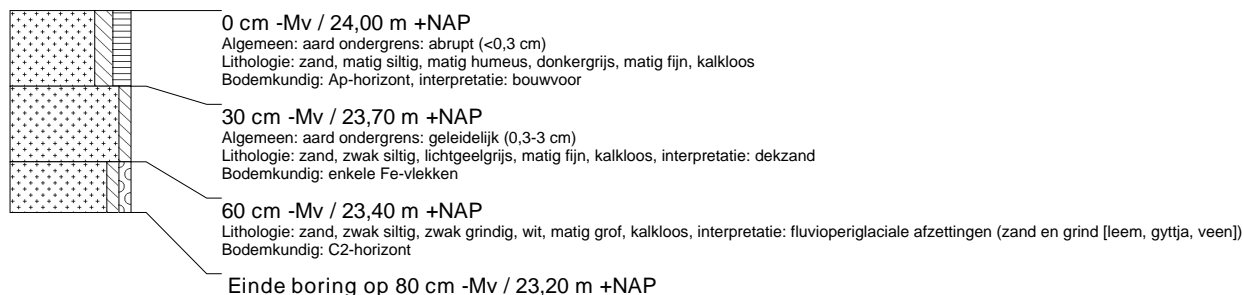 0 cm -Mv / 24,00 m +NAP
Algemeen: aard ondergrens: abrupt (<0,3 cm)
Lithologie: zand, matig siltig, matig humeus, donkergrijs, matig fijn, kalkloos
Bodemkundig: Ap-horizont, interpretatie: bouwvoor
30 cm -Mv / 23,70 m +NAP
Algemeen: aard ondergrens: geleidelijk (0,3-3 cm)
Lithologie: zand, zwak siltig, lichtgeelgrijs, matig fijn, kalkloos, interpretatie: dekzand
Bodemkundig: enkele Fe-vlekken
60 cm -Mv / 23,40 m +NAP
Lithologie: zand, zwak siltig, zwak grindig, wit, matig grof, kalkloos, interpretatie: fluvioperiglaciale afzettingen (zand en grind [leem, gyttja, veen])
Bodemkundig: C2-horizont
Einde boring op 80 cm -Mv / 23,20 m +NAP